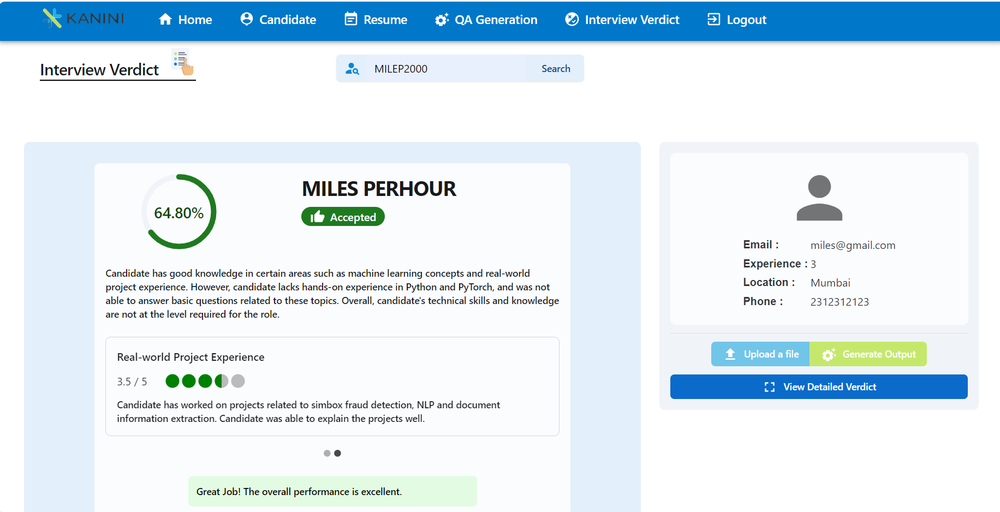 KANINI Home Candidate Resume QA Generation Interview Verdict Logout
Interview Verdict
MILEP2000 Search
64.80%
MILES PERHOUR
Accepted
Candidate has good knowledge in certain areas such as machine learning concepts and real-world
project experience. However, candidate lacks hands-on experience in Python and PyTorch, and was not
able to answer basic questions related to these topics. Overall, candidate's technical skills and knowledge
are not at the level required for the role.
Real-world Project Experience
3.5 / 5
Candidate has worked on projects related to simbox fraud detection, NLP and document
information extraction. Candidate was able to explain the projects well.
Great Job! The overall performance is excellent.
Email : miles@gmail.com
Experience : 3
Location : Mumbai
Phone : 2312312123
Upload a file Generate Output
View Detailed Verdict